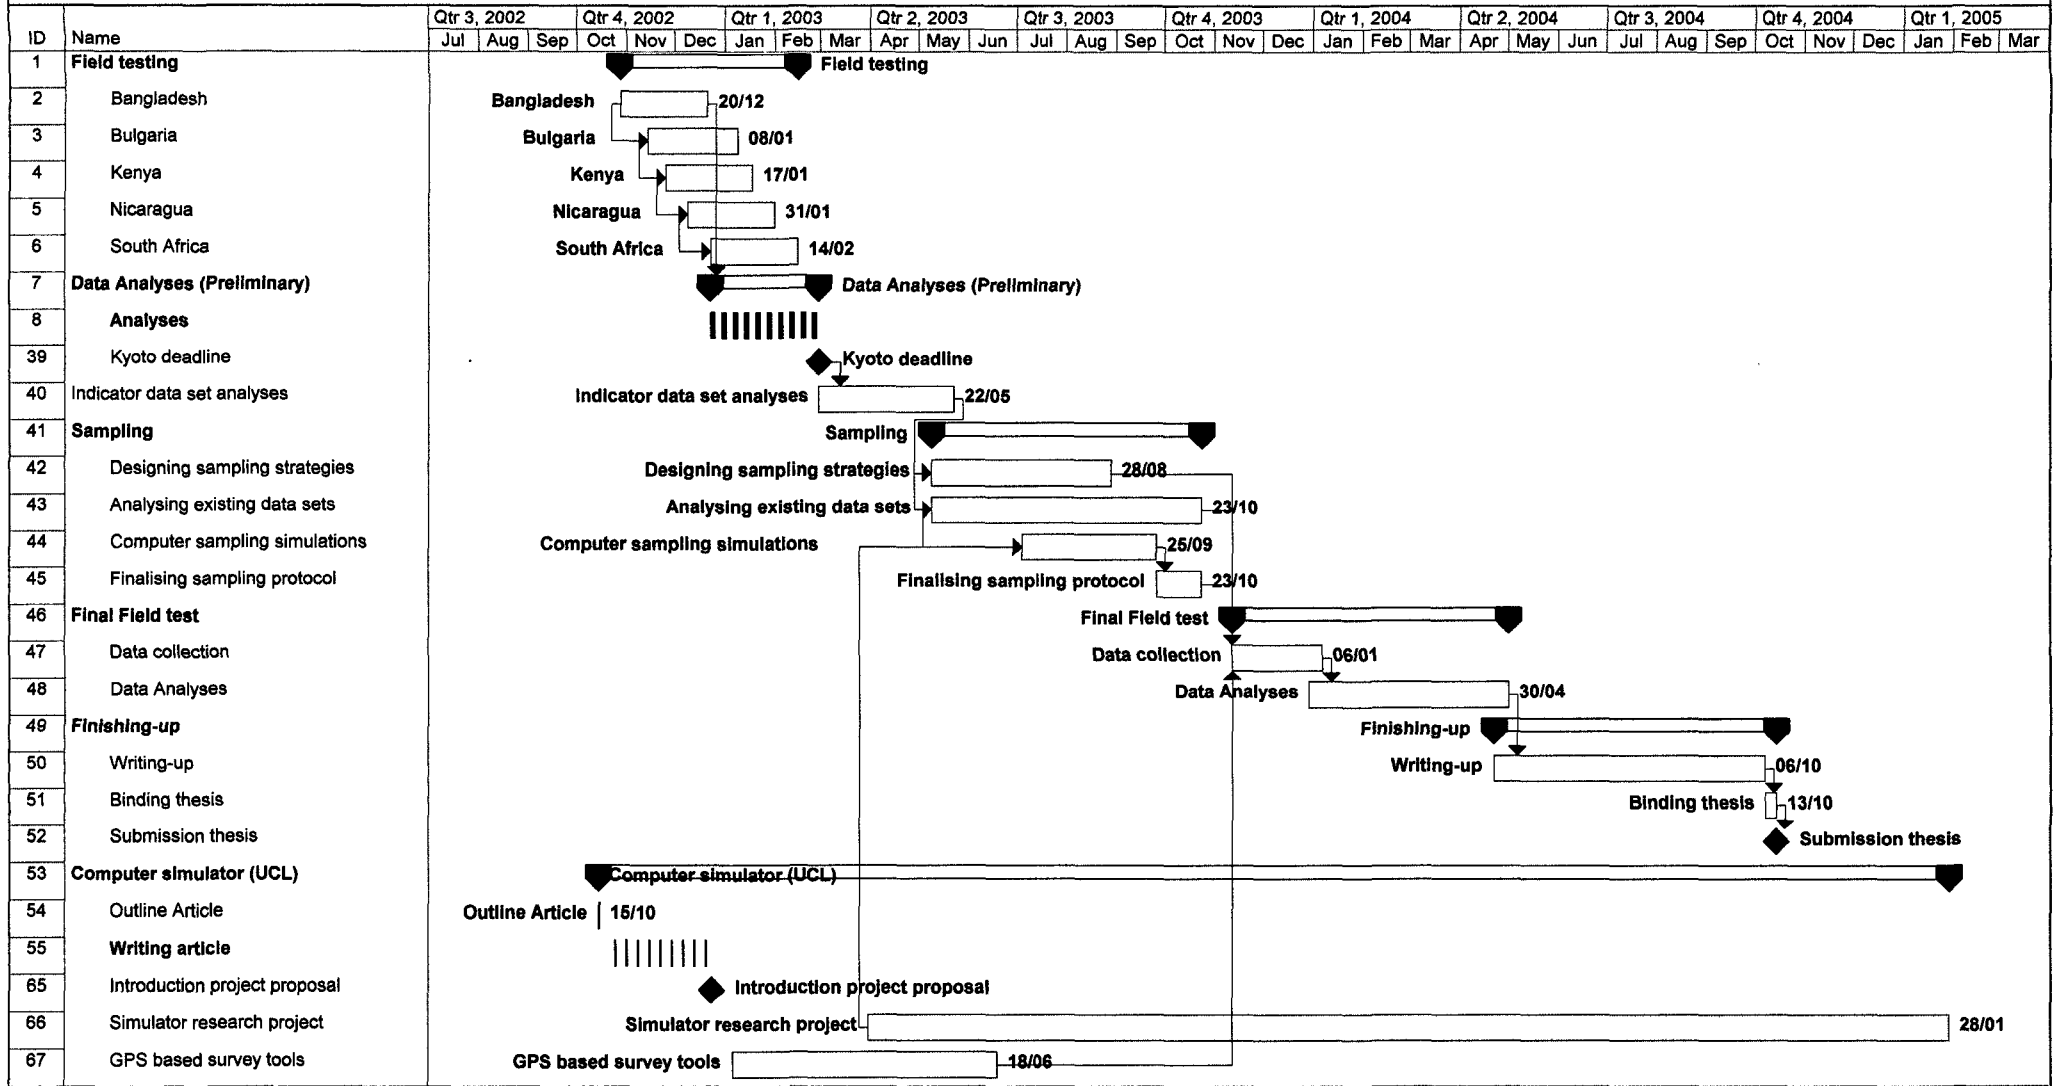 Qtr 3, 2002 Qtr 4, 2002 Qtr 1, 2003 Qtr 2, 2003 Qtr 3, 2003 Qtr 4, 2003 Qtr 1, 2004 Qtr 2, 2004 Qtr 3, 2004 Qtr 4, 2004 Qtr 1, 2005
ID Name Jul Aug Sep Oct Nov Dec Jan Feb Mar Apr May Jun Jul Aug Sep Oct Nov Dec Jan Feb Mar Apr May Jun Jul Aug Sep Oct Nov Dec Jan Feb Mar
1 Field testing Field testing
2 Bangladesh Bangladesh 20/12
3 Bulgaria Bulgaria 08/01
4 Kenya Kenya 17/01
5 Nicaragua Nicaragua 31/01
6 South Africa South Africa 14/02
7 Data Analyses (Preliminary) Data Analyses (Preliminary)
8 Analyses
39 Kyoto deadline Kyoto deadline
40 Indicator data set analyses Indicator data set analyses 22/05
41 Sampling Sampling
42 Designing sampling strategies Designing sampling strategies 28/08
43 Analysing existing data sets Analysing existing data sets 23/10
44 Computer sampling simulations Computer sampling simulations 25/09
45 Finalising sampling protocol Finalising sampling protocol 23/10
46 Final Field test Final Field test
47 Data collection Data collection 06/01
48 Data Analyses Data Analyses 30/04
49 Finishing-up Finishing-up
50 Writing-up Writing-up 06/10
51 Binding thesis Binding thesis 13/10
52 Submission thesis Submission thesis
53 Computer simulator (UCL) Computer simulator (UCL)
54 Outline Article Outline Article 15/10
55 Writing article
65 Introduction project proposal Introduction project proposal
66 Simulator research project Simulator research project 28/01
67 GPS based survey tools GPS based survey tools 18/06